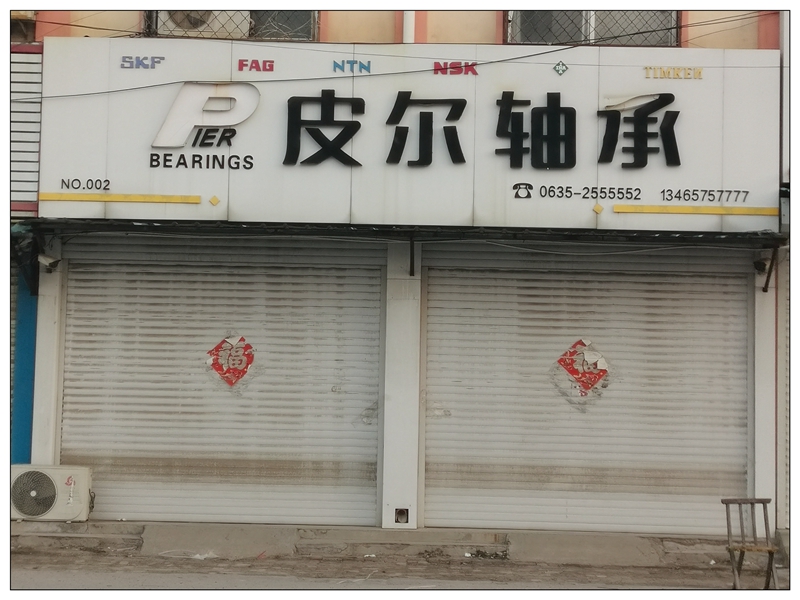 SKF FAG NTN NSK TIMKEN
PIER
BEARINGS
皮尔轴承
NO.002
☎ 0635-2555552 13465757777
福
福